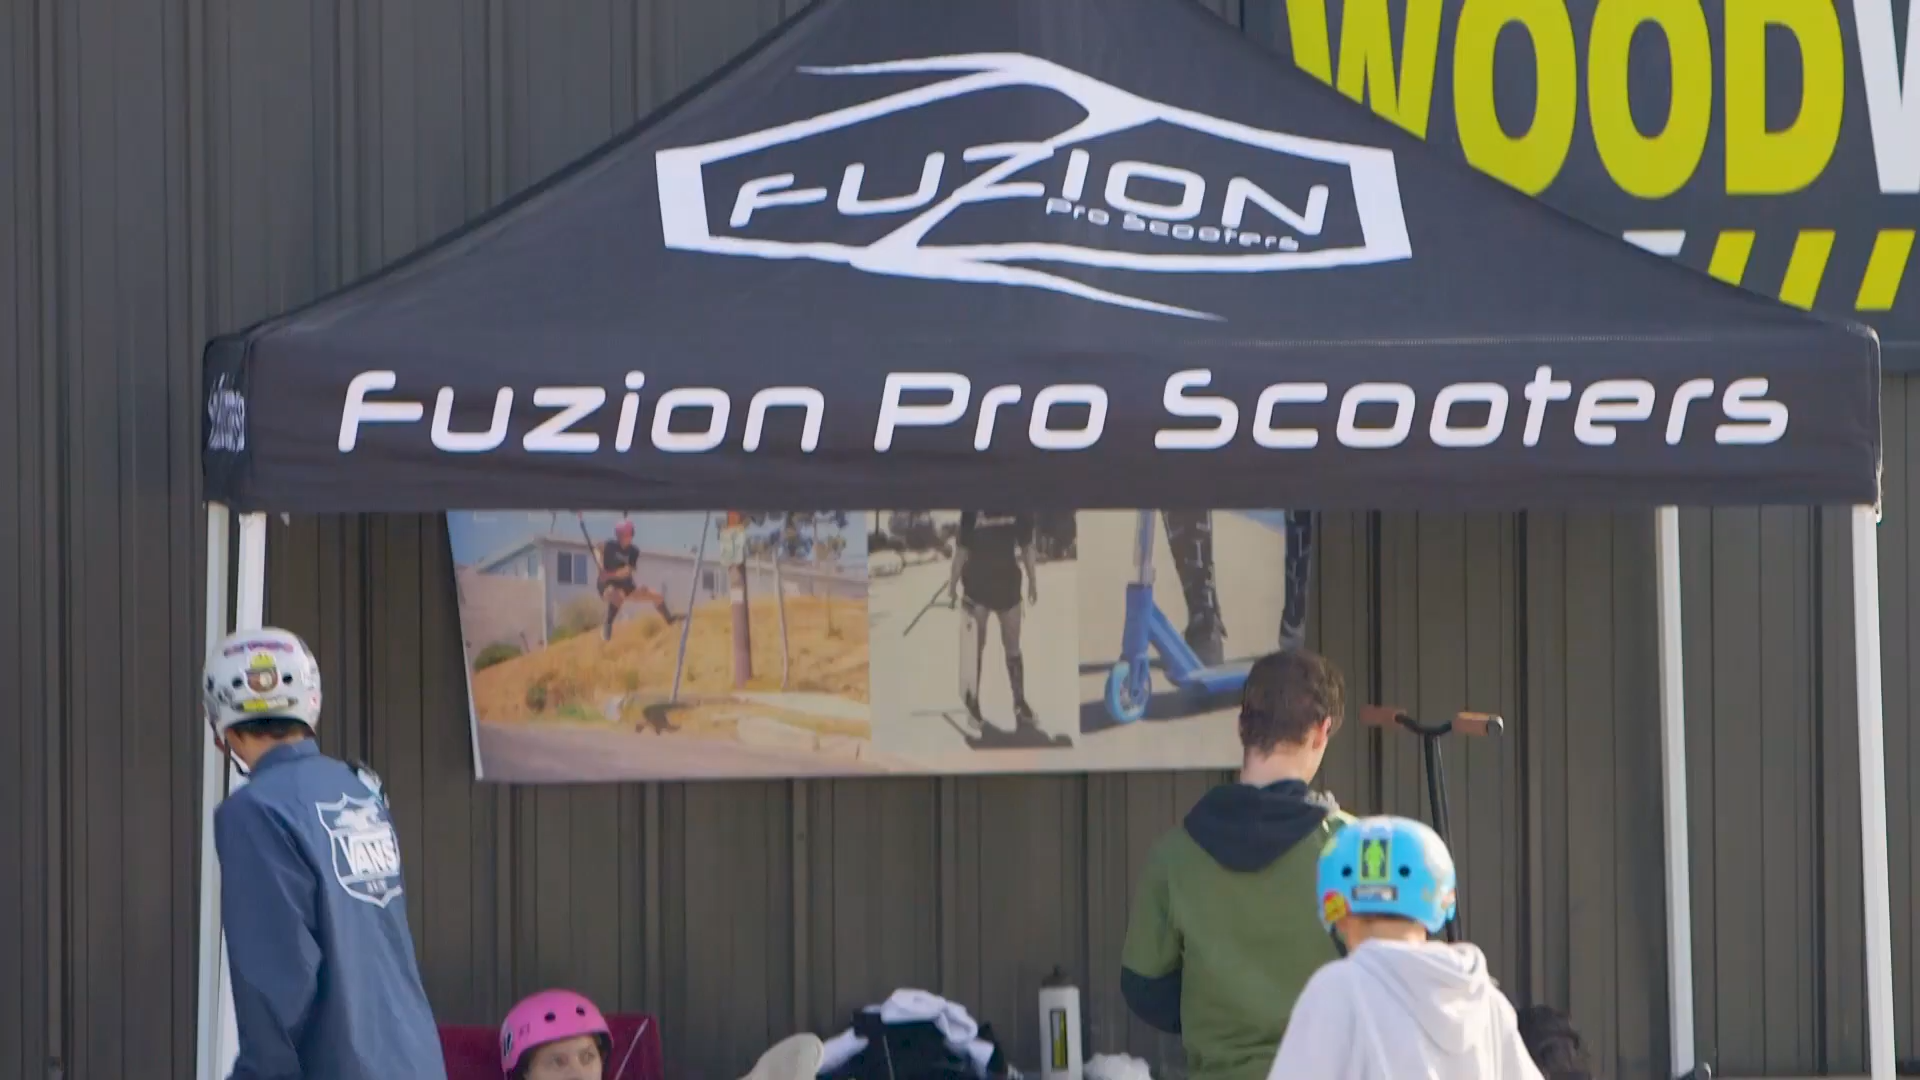 WOOD
FUZION
Pro Scooters
Fuzion Pro Scooters
VANS